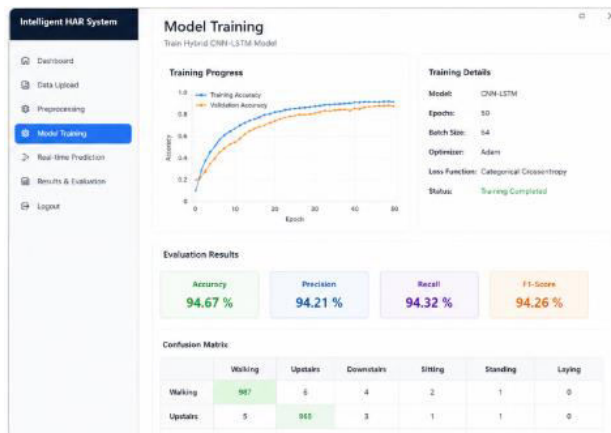 Intelligent HAR System
Dashboard
Data Upload
Preprocessing
Model Training
Real-time Prediction
Results & Evaluation
Logout
Model Training
Train Hybrid CNN-LSTM Model
Training Progress
Training Accuracy
Validation Accuracy
Accuracy
1.0
0.8
0.6
0.4
0.2
0
0 10 20 30 40 50
Epoch
Training Details
Model: CNN-LSTM
Epochs: 50
Batch Size: 64
Optimizer: Adam
Loss Function: Categorical Crossentropy
Status: Training Completed
Evaluation Results
Accuracy
94.67 %
Precision
94.21 %
Recall
94.32 %
F1-Score
94.26 %
Confusion Matrix
Walking Upstairs Downstairs Sitting Standing Laying
Walking 987 6 4 2 1 0
Upstairs 5 3 1 1 0